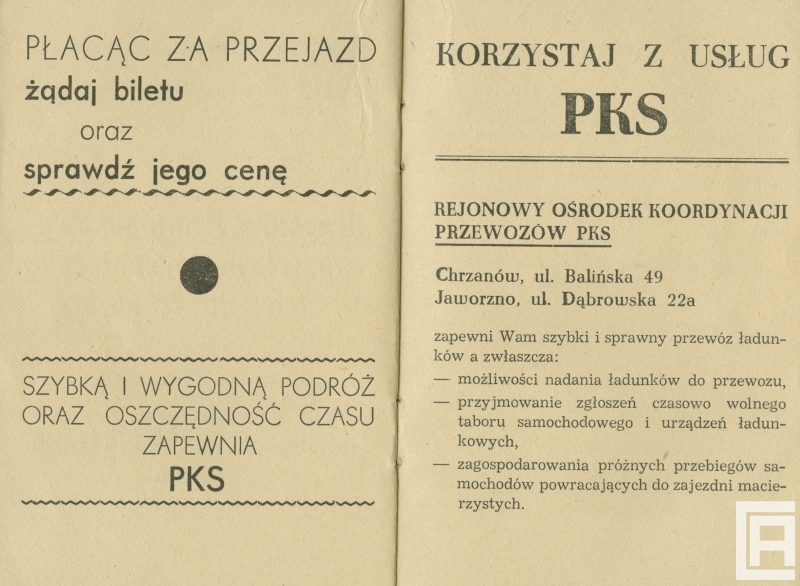 PŁACĄC ZA PRZEJAZD
żądaj biletu
oraz
sprawdź jego cenę
SZYBKĄ I WYGODNĄ PODRÓŻ
ORAZ OSZCZĘDNOŚĆ CZASU
ZAPEWNIA
PKS
KORZYSTAJ Z USŁUG
PKS
REJONOWY OŚRODEK KOORDYNACJI
PRZEWOZÓW PKS
Chrzanów, ul. Balińska 49
Jaworzno, ul. Dąbrowska 22a
zapewni Wam szybki i sprawny przewóz ładun-
ków a zwłaszcza:
— możliwości nadania ładunków do przewozu,
— przyjmowanie zgłoszeń czasowo wolnego
taboru samochodowego i urządzeń ładun-
kowych,
— zagospodarowania próżnych przebiegów sa-
mochodów powracających do zajezdni macie-
rzystych.